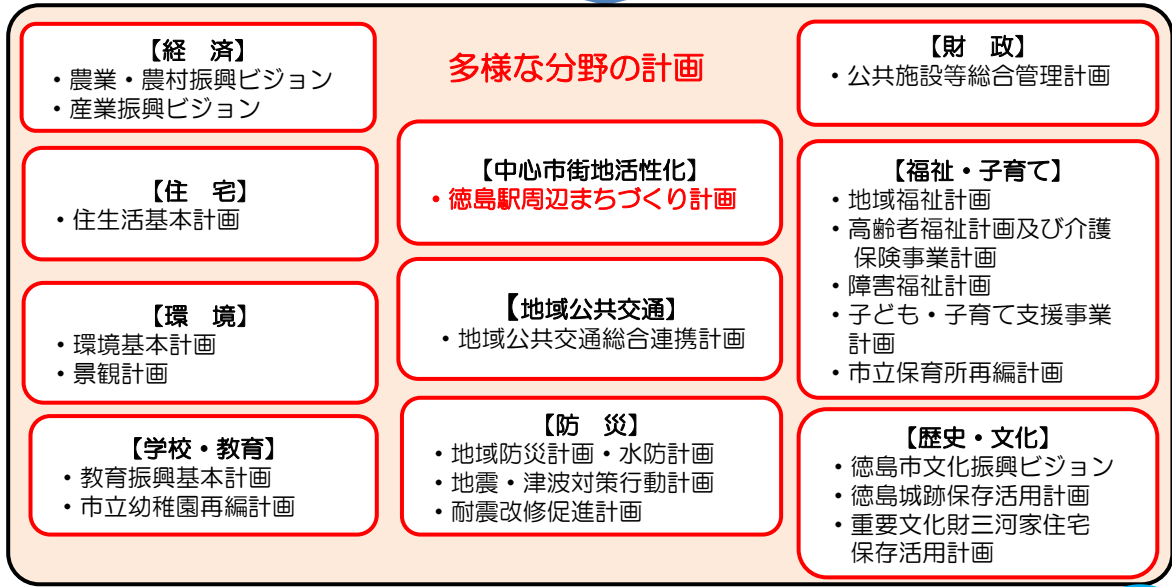 多様な分野の計画
【経　済】
・農業・農村振興ビジョン
・産業振興ビジョン
【住　宅】
・住生活基本計画
【環　境】
・環境基本計画
・景観計画
【学校・教育】
・教育振興基本計画
・市立幼稚園再編計画
【中心市街地活性化】
・徳島駅周辺まちづくり計画
【地域公共交通】
・地域公共交通総合連携計画
【防　災】
・地域防災計画・水防計画
・地震・津波対策行動計画
・耐震改修促進計画
【財　政】
・公共施設等総合管理計画
【福祉・子育て】
・地域福祉計画
・高齢者福祉計画及び介護
保険事業計画
・障害福祉計画
・子ども・子育て支援事業
計画
・市立保育所再編計画
【歴史・文化】
・徳島市文化振興ビジョン
・徳島城跡保存活用計画
・重要文化財三河家住宅
保存活用計画